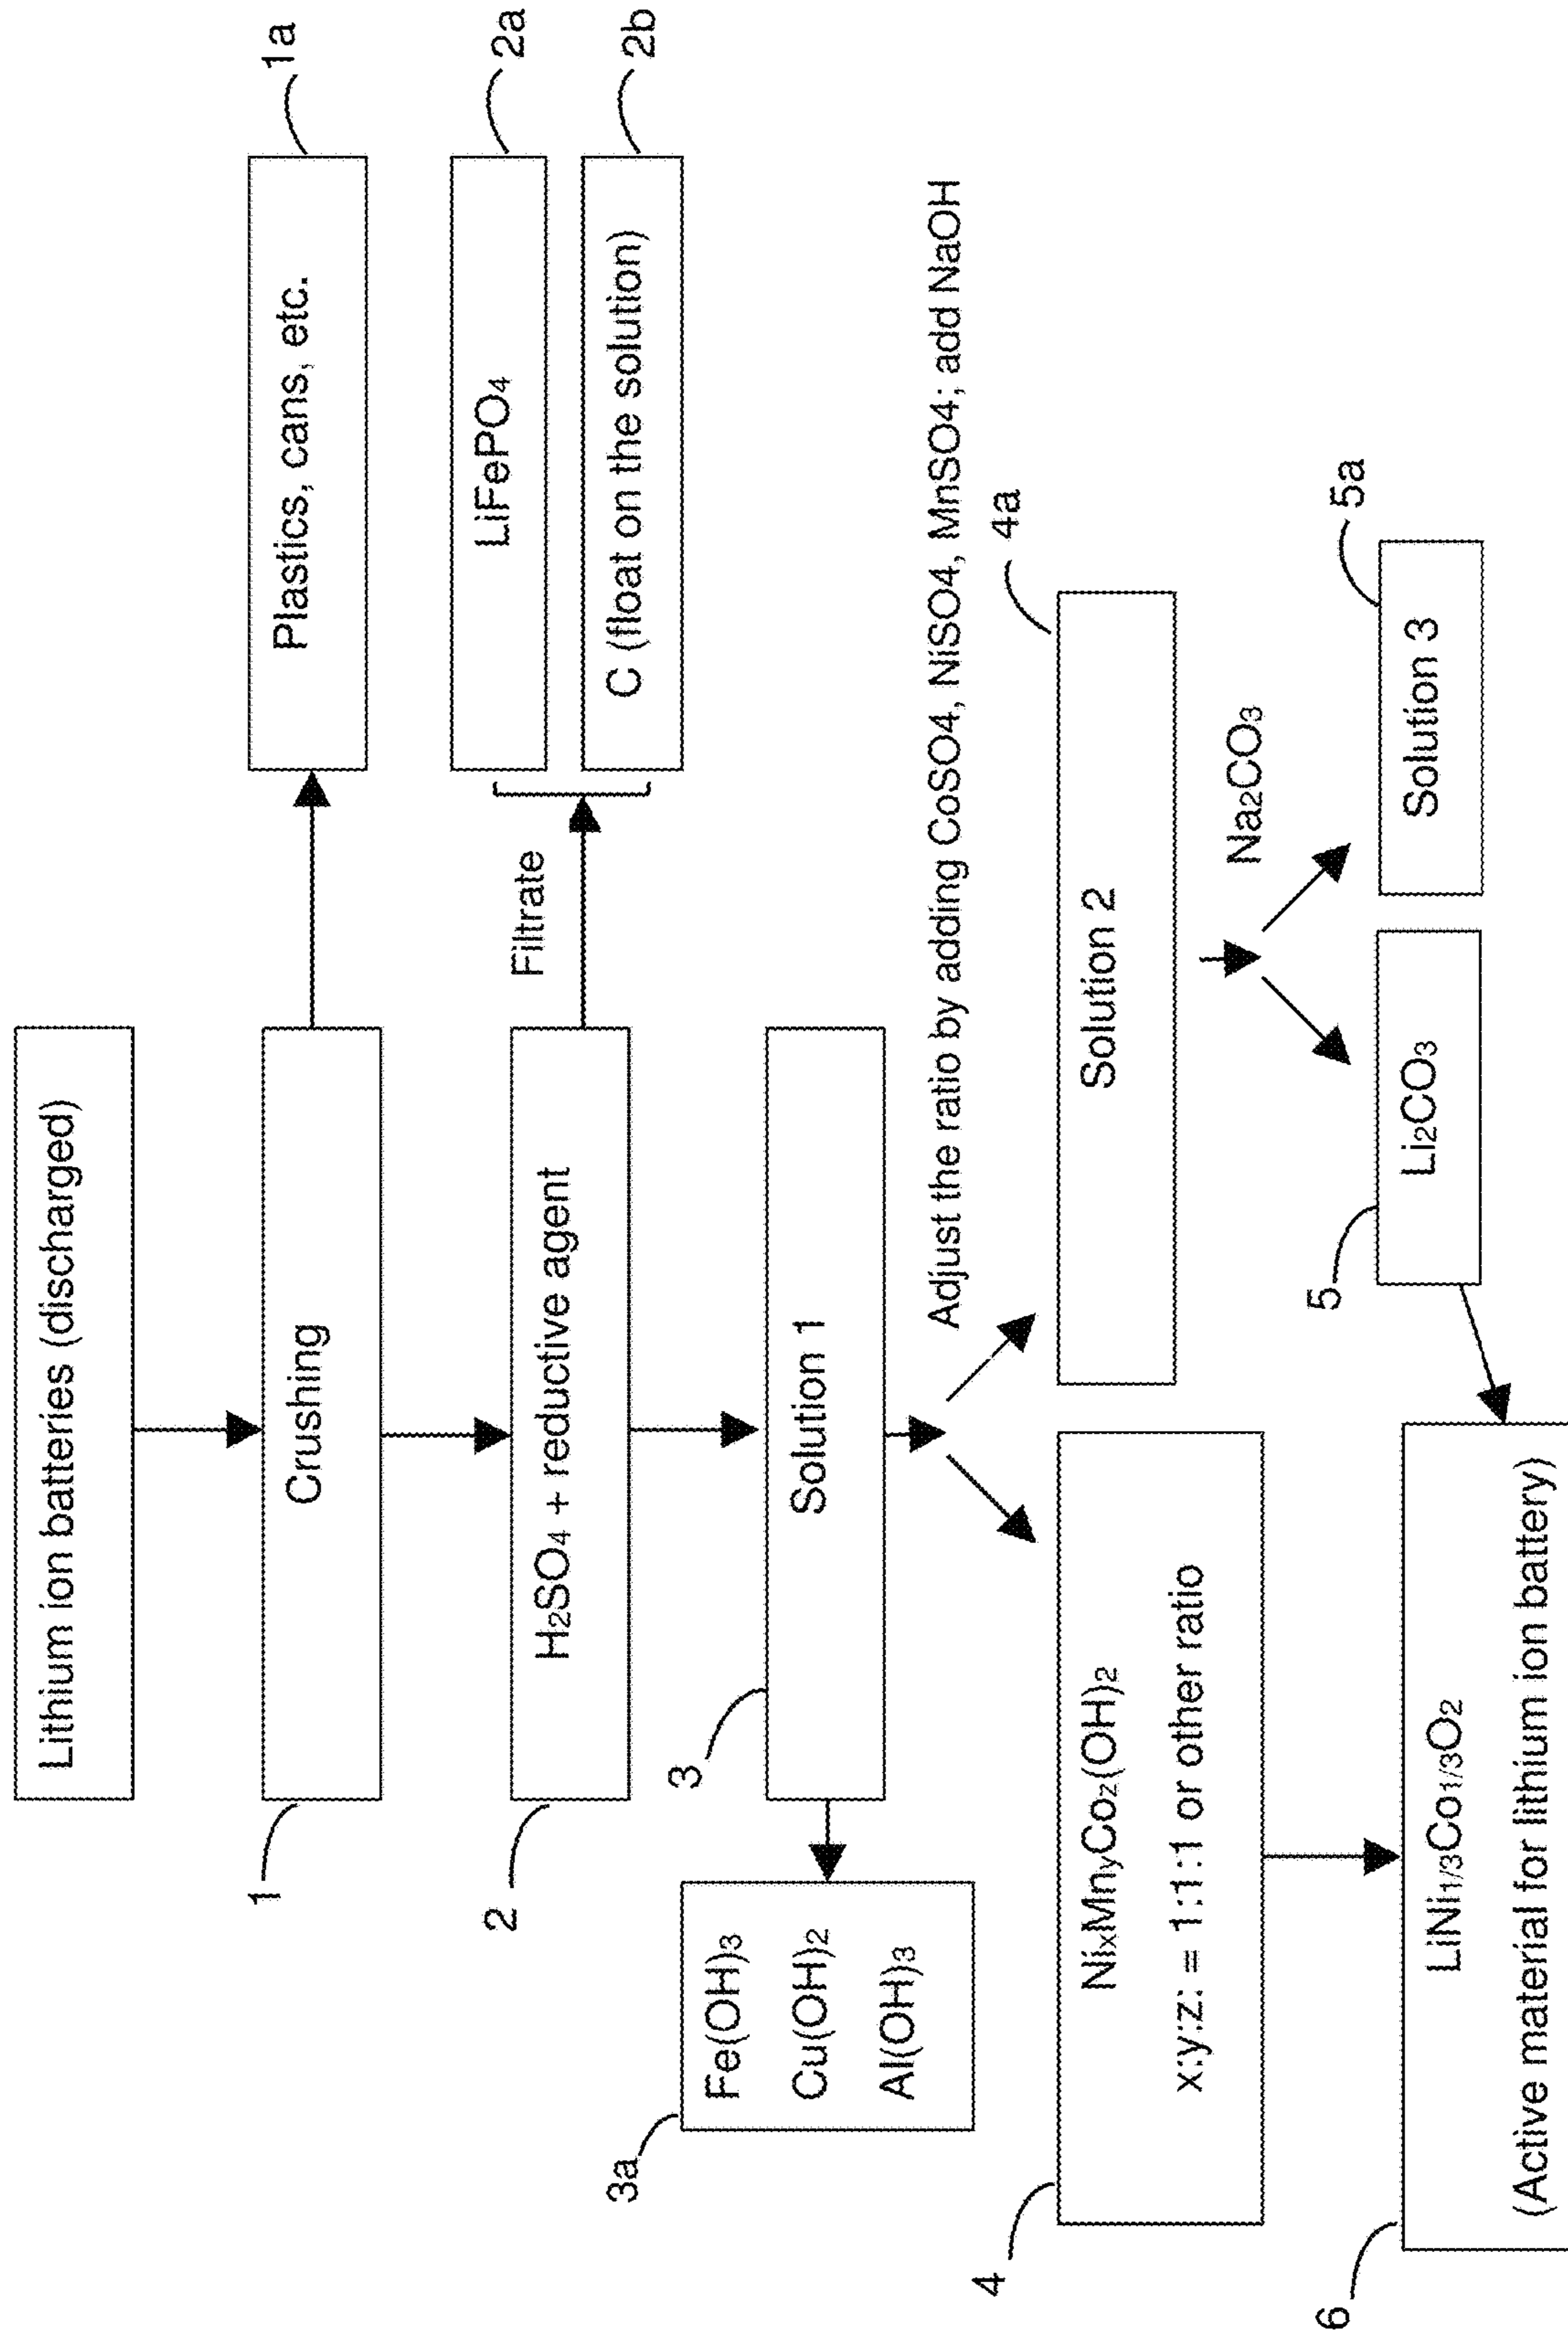 Lithium ion batteries (discharged)
1
Crushing
Plastics, cans, etc.
1a
2
H₂SO₄ + reductive agent
Filtrate
LiFePO₄
2a
C (float on the solution)
2b
3
Solution 1
3a
Fe(OH)₃
Cu(OH)₂
Al(OH)₃
Adjust the ratio by adding CoSO4, NiSO4, MnSO4; add NaOH
4
NiₓMnᵧCo𝓏(OH)₂
x:y:z: = 1:1:1 or other ratio
Solution 2
4a
Na₂CO₃
5
Li₂CO₃
Solution 3
5a
6
LiNi₁/₃Co₁/₃O₂
(Active material for lithium ion battery)